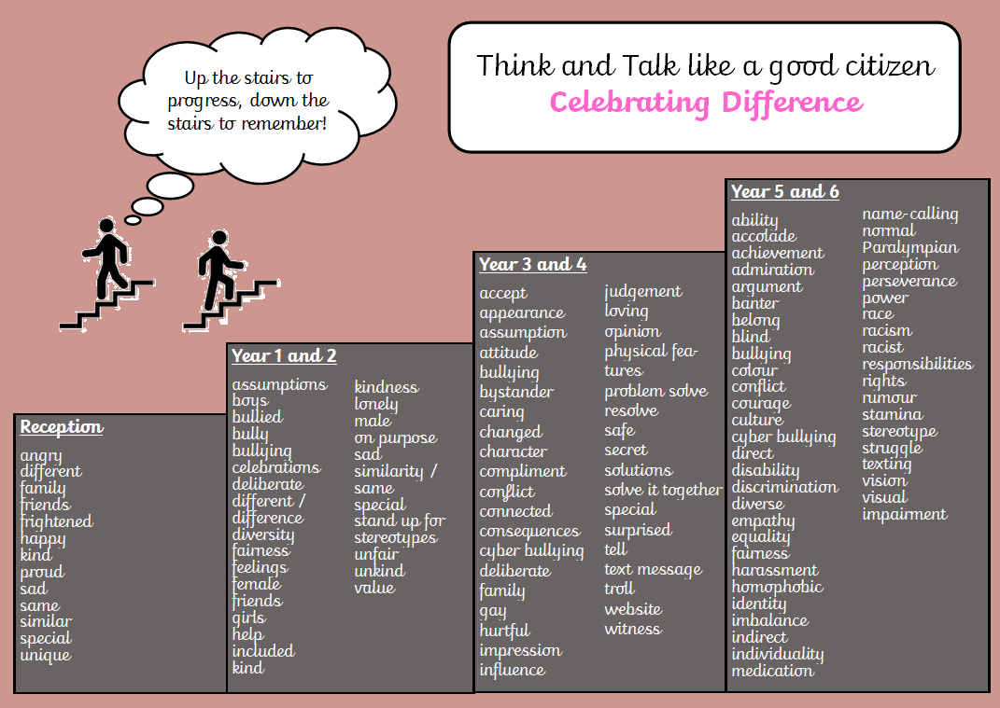 Up the stairs to
progress, down the
stairs to remember!
Think and Talk like a good citizen
Celebrating Difference
Reception
angry
different
family
friends
frightened
happy
kind
proud
sad
same
similar
special
unique
Year 1 and 2
assumptions
boys
bullied
bully
bullying
celebrations
deliberate
different /
difference
diversity
fairness
feelings
female
friends
girls
help
included
kind
kindness
lonely
male
on purpose
sad
similarity /
same
special
stand up for
stereotypes
unfair
unkind
value
Year 3 and 4
accept
appearance
assumption
attitude
bullying
bystander
caring
changed
character
compliment
conflict
connected
consequences
cyber bullying
deliberate
family
gay
hurtful
impression
influence
judgement
loving
opinion
physical fea-
tures
problem solve
resolve
safe
secret
solutions
solve it together
special
surprised
tell
text message
troll
website
witness
Year 5 and 6
ability
accolade
achievement
admiration
argument
banter
belong
blind
bullying
colour
conflict
courage
culture
cyber bullying
direct
disability
discrimination
diverse
empathy
equality
fairness
harassment
homophobic
identity
imbalance
indirect
individuality
medication
name-calling
normal
Paralympian
perception
perseverance
power
race
racism
racist
responsibilities
rights
rumour
stamina
stereotype
struggle
texting
vision
visual
impairment